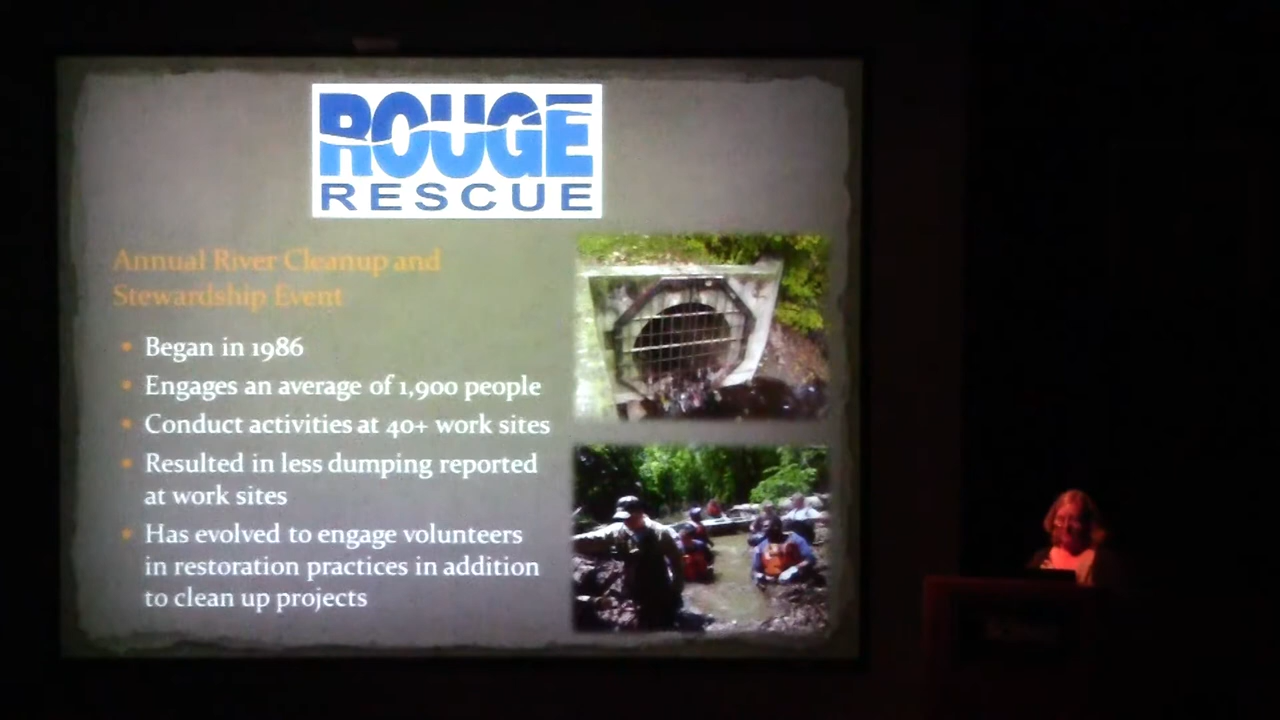 ROUGE
RESCUE
Annual River Cleanup and
Stewardship Event
• Began in 1986
• Engages an average of 1,900 people
• Conduct activities at 40+ work sites
• Resulted in less dumping reported
at work sites
• Has evolved to engage volunteers
in restoration practices in addition
to clean up projects